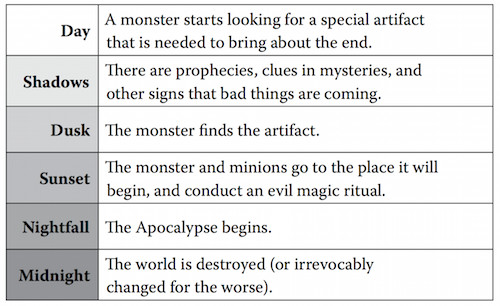 Day
A monster starts looking for a special artifact
that is needed to bring about the end.
Shadows
There are prophecies, clues in mysteries, and
other signs that bad things are coming.
Dusk
The monster finds the artifact.
Sunset
The monster and minions go to the place it will
begin, and conduct an evil magic ritual.
Nightfall
The Apocalypse begins.
Midnight
The world is destroyed (or irrevocably
changed for the worse).